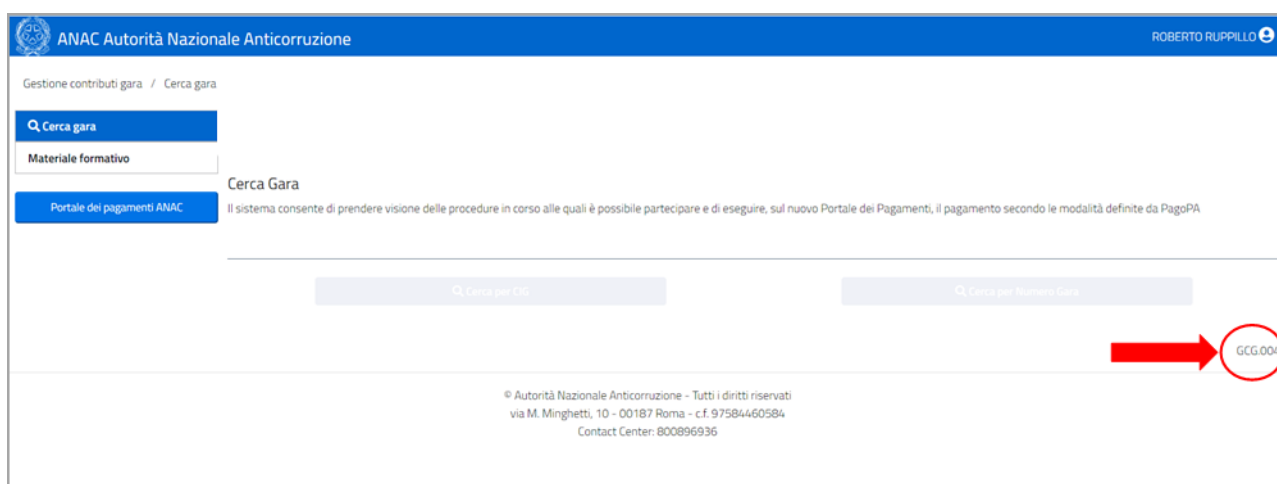 ANAC Autorità Nazionale Anticorruzione
ROBERTO RUPPILLO
Gestione contributi gara / Cerca gara
Cerca gara
Materiale formativo
Portale dei pagamenti ANAC
Cerca Gara
Il sistema consente di prendere visione delle procedure in corso alle quali è possibile partecipare e di eseguire, sul nuovo Portale dei Pagamenti, il pagamento secondo le modalità definite da PagoPA
Cerca per CIG
Cerca per Numero Gara
GCG.004
© Autorità Nazionale Anticorruzione - Tutti i diritti riservati
via M. Minghetti, 10 - 00187 Roma - c.f. 97584460584
Contact Center: 800896936